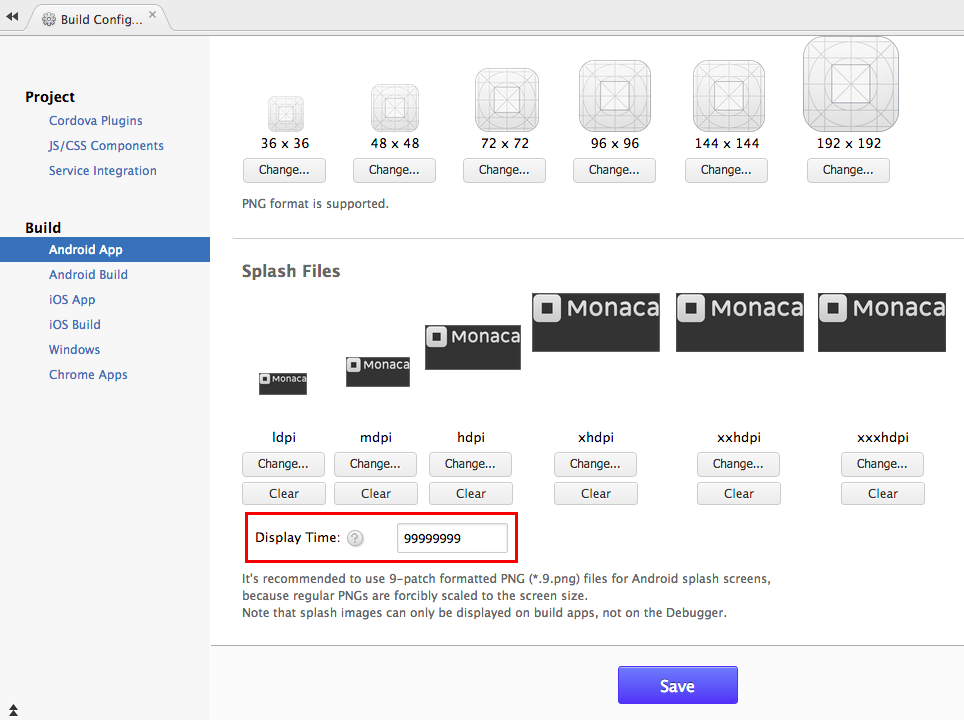 Build Config...
Project
Cordova Plugins
JS/CSS Components
Service Integration
Build
Android App
Android Build
iOS App
iOS Build
Windows
Chrome Apps
36 x 36 48 x 48 72 x 72 96 x 96 144 x 144 192 x 192
Change... Change... Change... Change... Change... Change...
PNG format is supported.
Splash Files
Monaca Monaca Monaca Monaca Monaca Monaca
ldpi mdpi hdpi xhdpi xxhdpi xxxhdpi
Change... Change... Change... Change... Change... Change...
Clear Clear Clear Clear Clear Clear
Display Time: ? 99999999
It's recommended to use 9-patch formatted PNG (*.9.png) files for Android splash screens,
because regular PNGs are forcibly scaled to the screen size.
Note that splash images can only be displayed on build apps, not on the Debugger.
Save